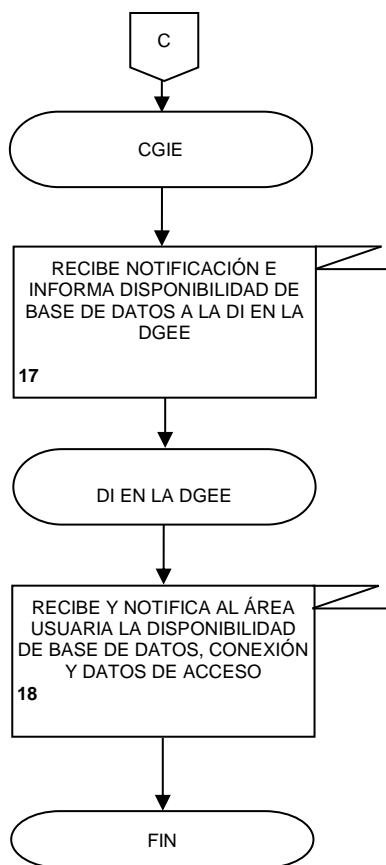 C
CGIE
RECIBE NOTIFICACIÓN E
INFORMA DISPONIBILIDAD DE
BASE DE DATOS A LA DI EN LA
DGEE
17
DI EN LA DGEE
RECIBE Y NOTIFICA AL ÁREA
USUARIA LA DISPONIBILIDAD
DE BASE DE DATOS, CONEXIÓN
Y DATOS DE ACCESO
18
FIN